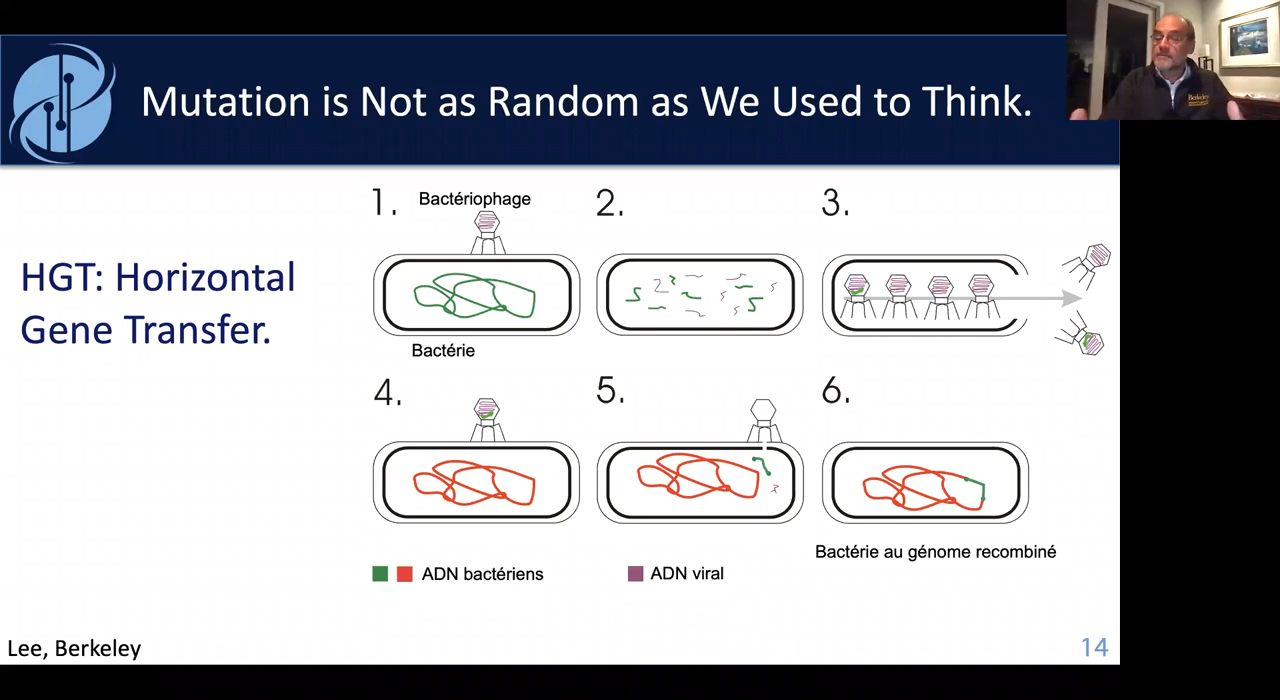 Mutation is Not as Random as We Used to Think.
Berkeley
HGT: Horizontal
Gene Transfer.
1.
Bactériophage
Bactérie
2.
3.
4.
5.
6.
Bactérie au génome recombiné
ADN bactériens
ADN viral
Lee, Berkeley
14